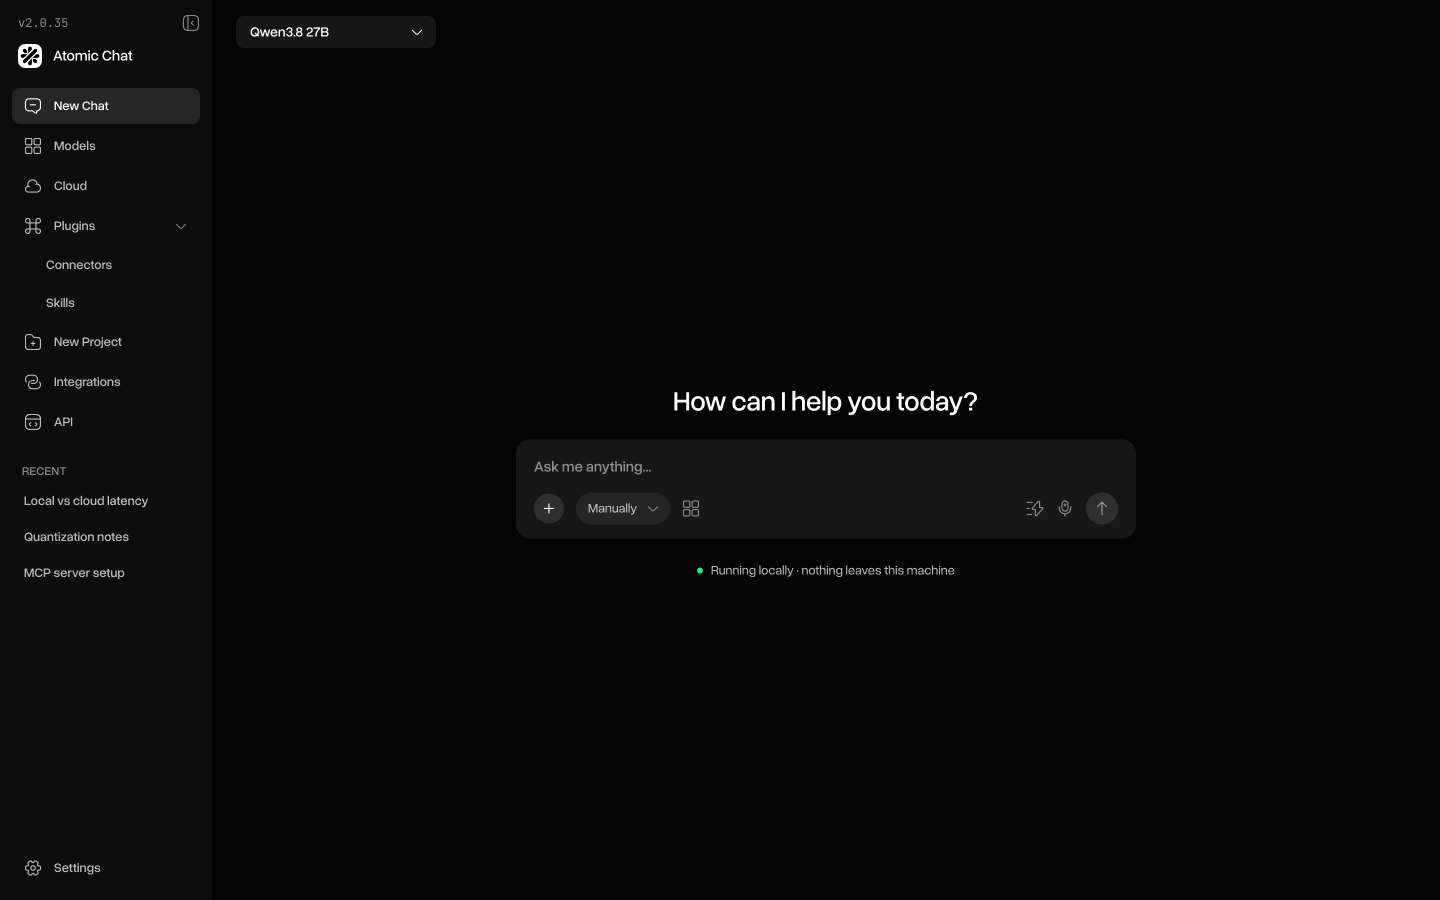 v2.0.35
Atomic Chat
New Chat
Models
Cloud
Plugins
Connectors
Skills
New Project
Integrations
API
RECENT
Local vs cloud latency
Quantization notes
MCP server setup
Settings
Qwen3.8 27B
How can I help you today?
Ask me anything...
Manually
Running locally · nothing leaves this machine